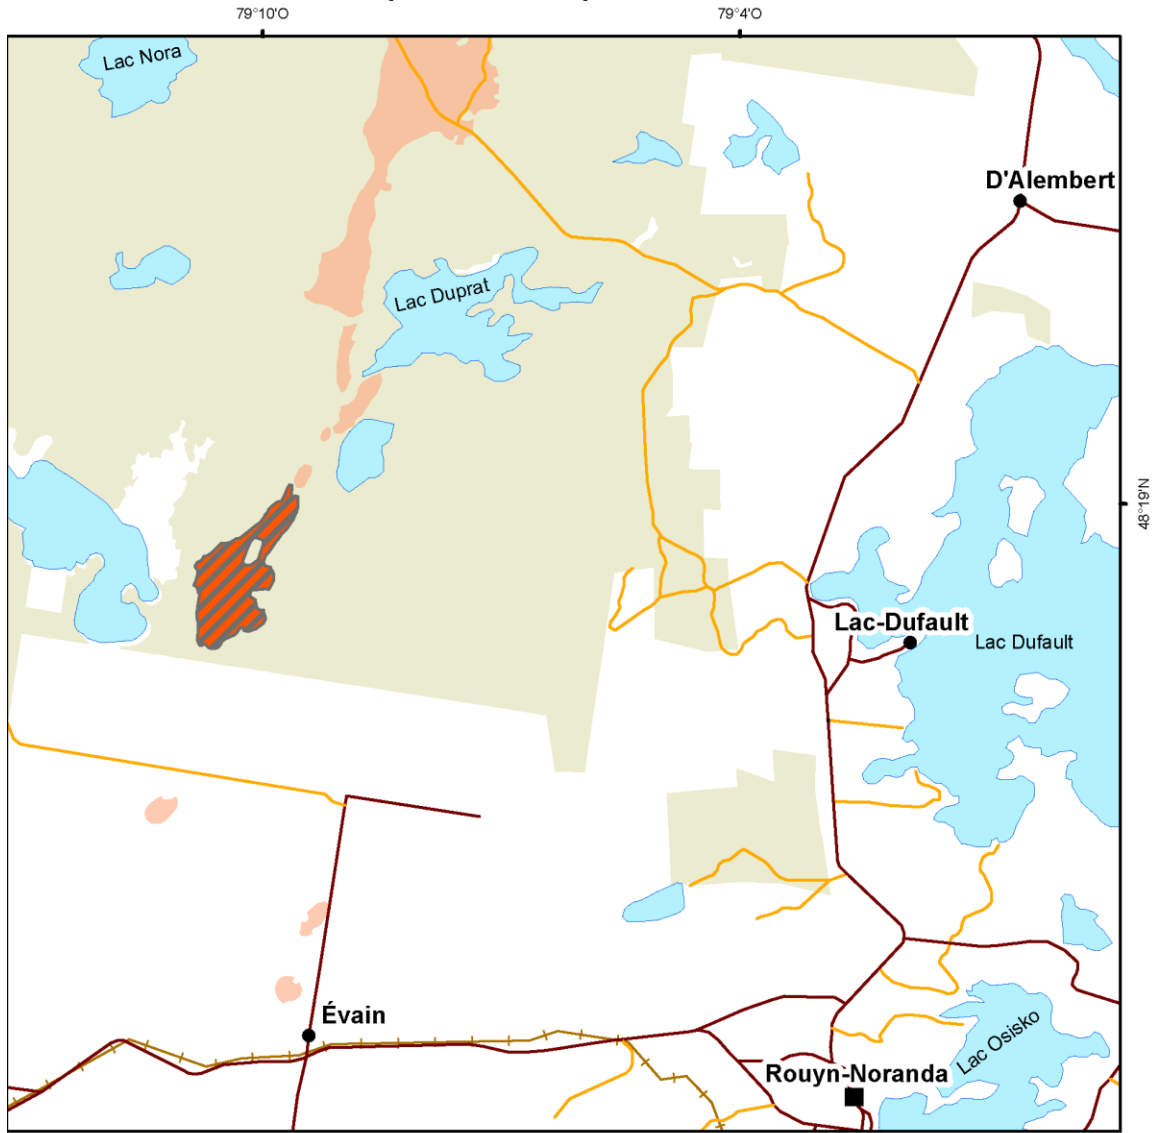 79°10'O
79°4'O
Lac Nora
D'Alembert
Lac Duprat
48°19'N
Lac-Dufault
Lac Dufault
Évain
Lac Osisko
Rouyn-Noranda